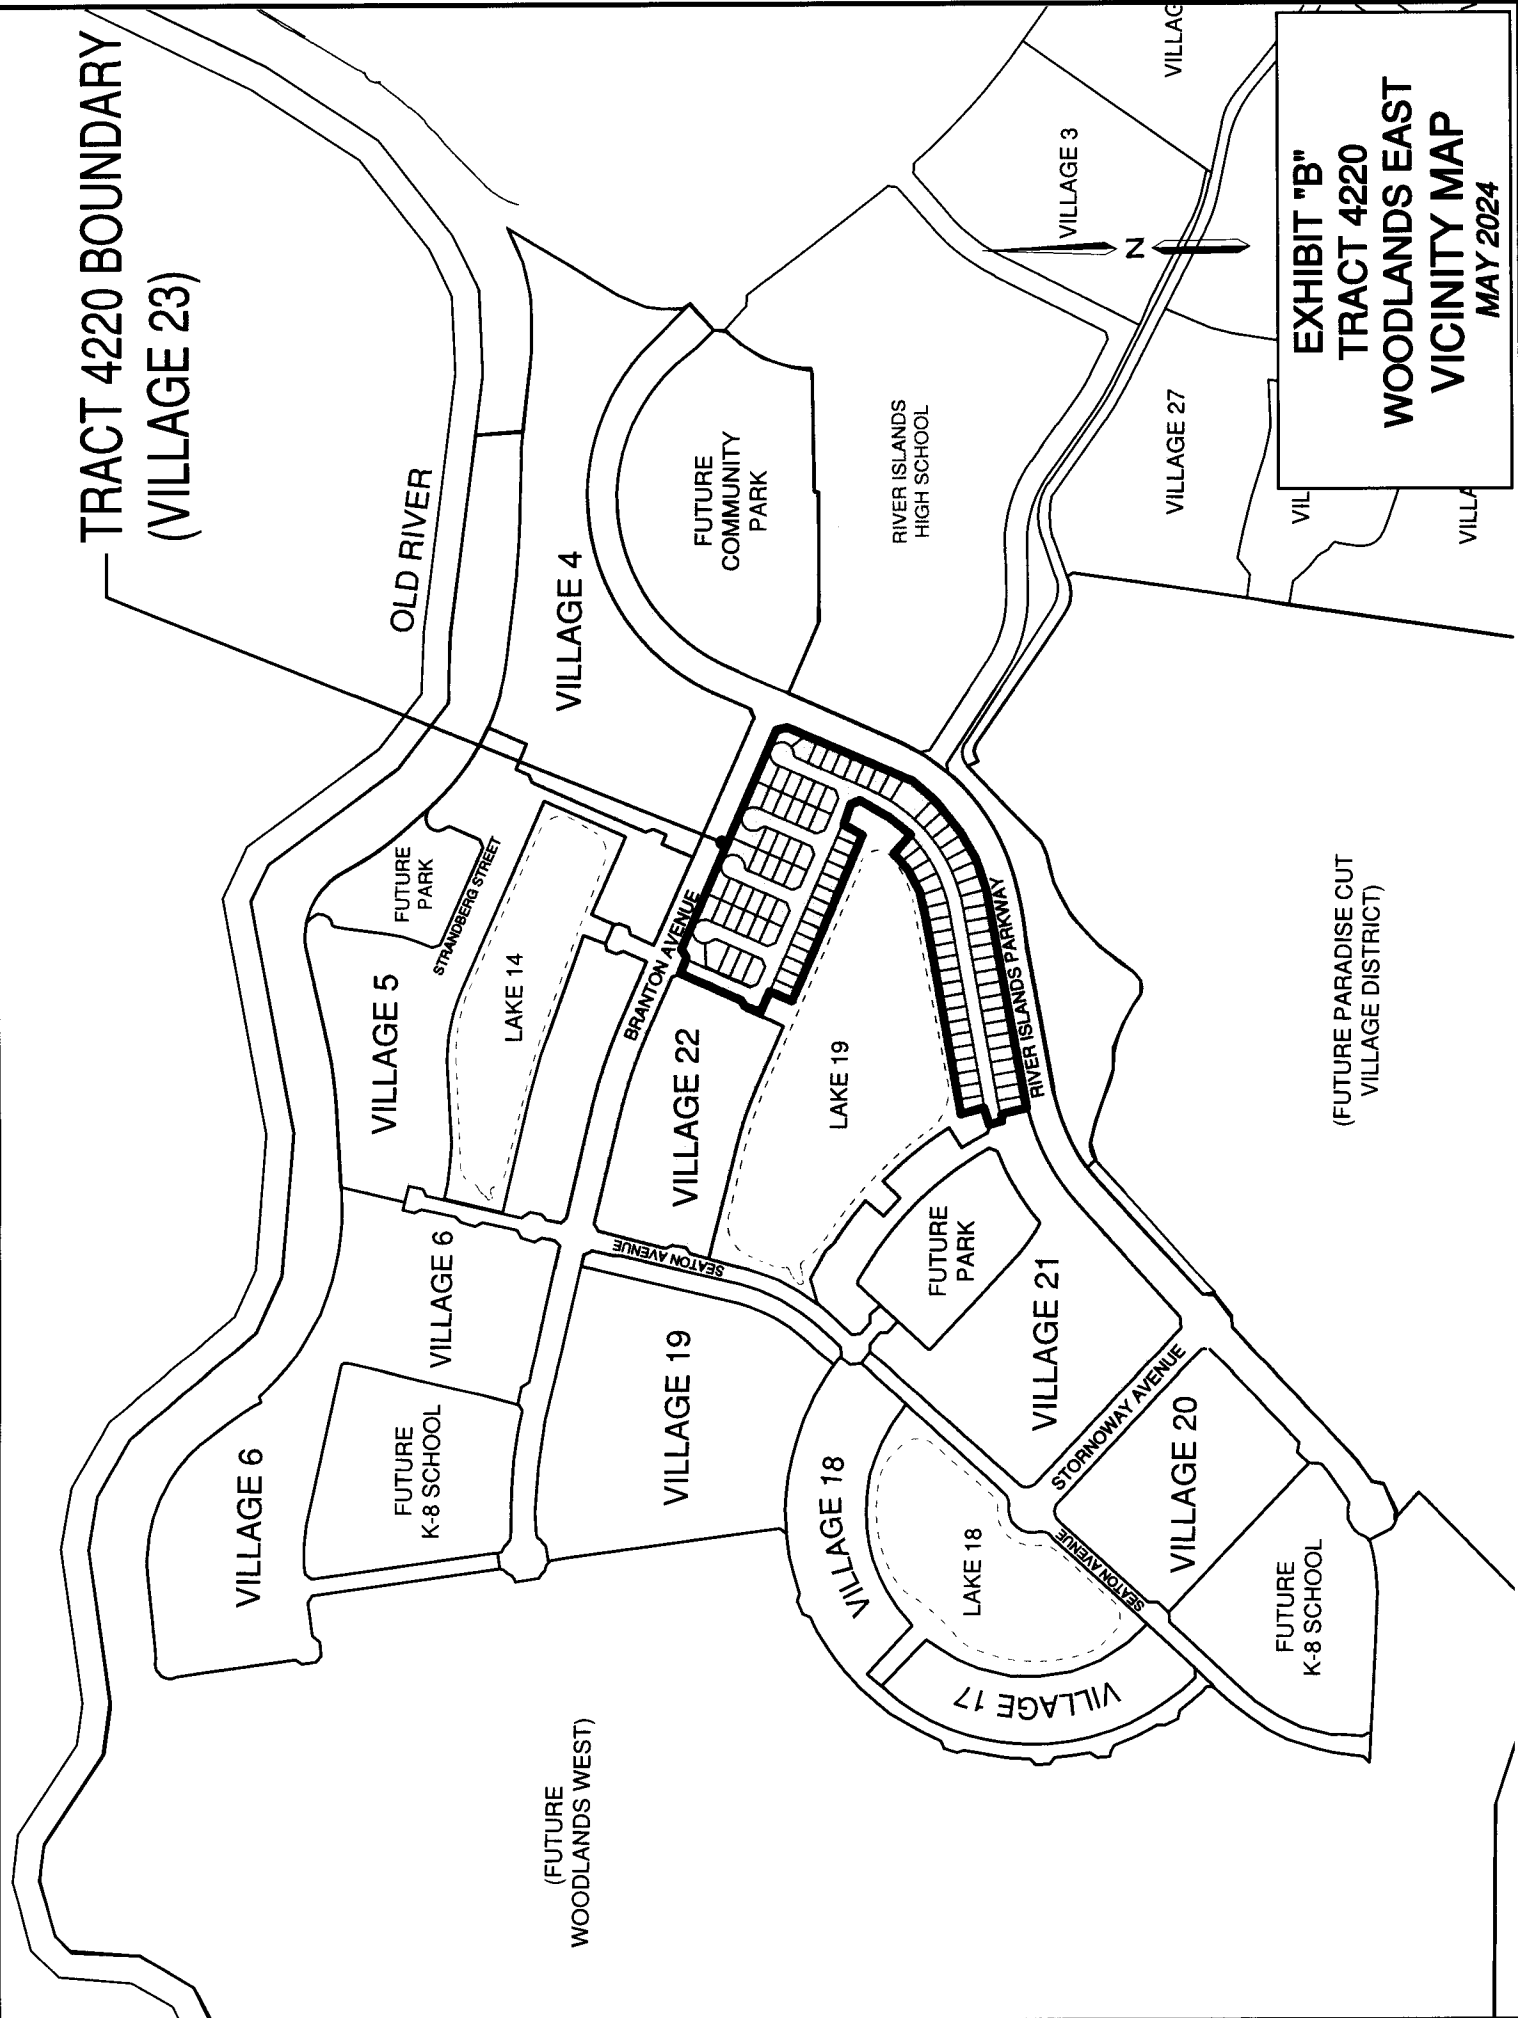 TRACT 4220 BOUNDARY
(VILLAGE 23)
OLD RIVER
VILLAGE 4
FUTURE
COMMUNITY
PARK
RIVER ISLANDS
HIGH SCHOOL
VILLAGE 3
VILLAG
VILLAGE 27
VIL
VILLA
N
FUTURE
PARK
STRANDBERG STREET
VILLAGE 5
LAKE 14
BRANTON AVENUE
VILLAGE 22
LAKE 19
RIVER ISLANDS PARKWAY
(FUTURE PARADISE CUT
VILLAGE DISTRICT)
VILLAGE 6
SEATON AVENUE
FUTURE
PARK
VILLAGE 21
VILLAGE 19
FUTURE
K-8 SCHOOL
VILLAGE 6
VILLAGE 18
STORNOWAY AVENUE
VILLAGE 20
LAKE 18
SEATON AVENUE
FUTURE
K-8 SCHOOL
VILLAGE 17
(FUTURE
WOODLANDS WEST)
EXHIBIT "B"
TRACT 4220
WOODLANDS EAST
VICINITY MAP
MAY 2024